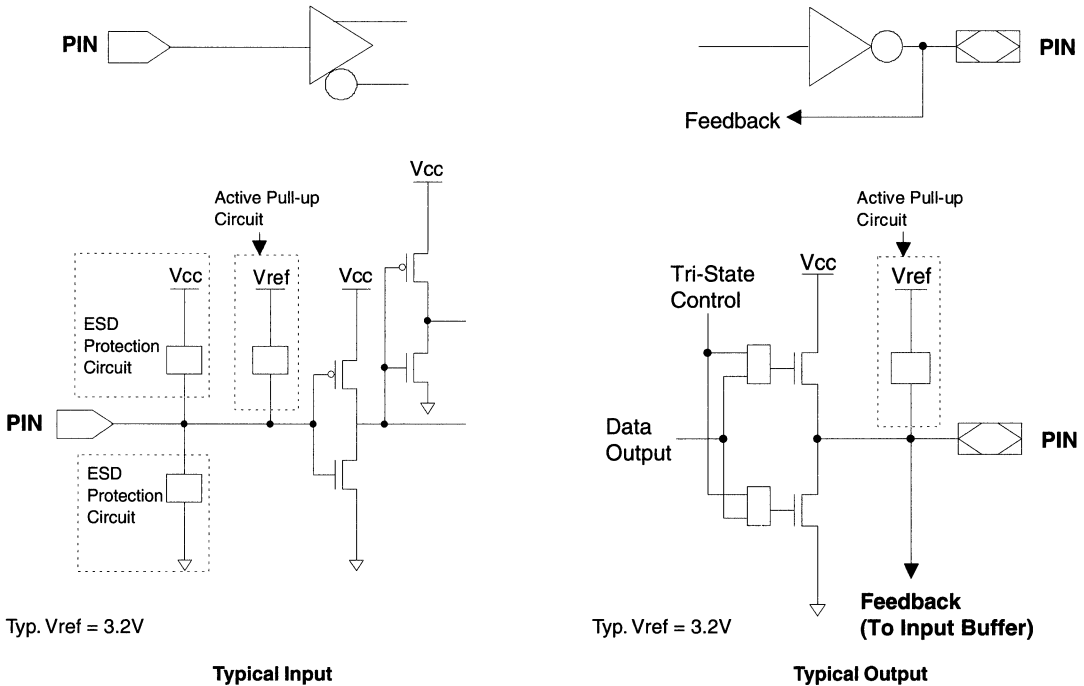 PIN
PIN
Feedback
Vcc
Active Pull-up
Circuit
Vcc
Vref
Vcc
ESD
Protection
Circuit
PIN
ESD
Protection
Circuit
Typ. Vref = 3.2V
Typical Input
Active Pull-up
Circuit
Tri-State
Control
Vcc
Vref
Data
Output
PIN
Feedback
(To Input Buffer)
Typ. Vref = 3.2V
Typical Output